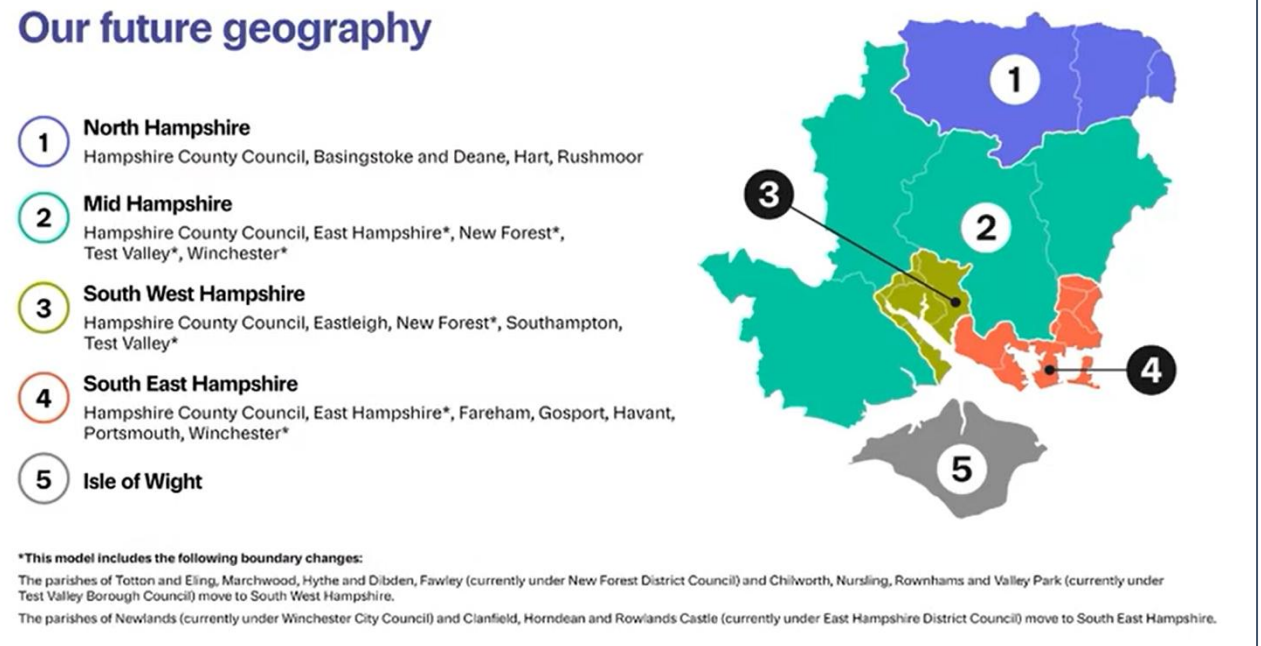 Our future geography
1
North Hampshire
Hampshire County Council, Basingstoke and Deane, Hart, Rushmoor
2
Mid Hampshire
Hampshire County Council, East Hampshire*, New Forest*,
Test Valley*, Winchester*
3
South West Hampshire
Hampshire County Council, Eastleigh, New Forest*, Southampton,
Test Valley*
4
South East Hampshire
Hampshire County Council, East Hampshire*, Fareham, Gosport, Havant,
Portsmouth, Winchester*
5
Isle of Wight
1
3
2
4
5
*This model includes the following boundary changes:
The parishes of Totton and Eling, Marchwood, Hythe and Dibden, Fawley (currently under New Forest District Council) and Chilworth, Nursling, Rownhams and Valley Park (currently under
Test Valley Borough Council) move to South West Hampshire.
The parishes of Newlands (currently under Winchester City Council) and Clanfield, Horndean and Rowlands Castle (currently under East Hampshire District Council) move to South East Hampshire.